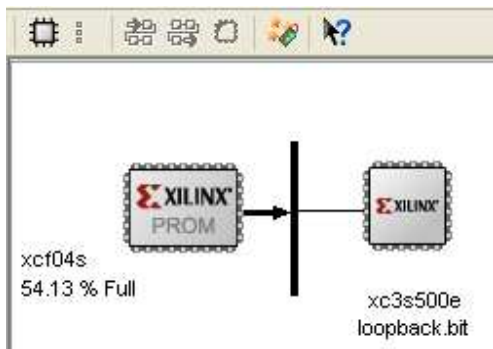 XILINX
PROM
XILINX
xcf04s
54.13 % Full
xc3s500e
loopback.bit